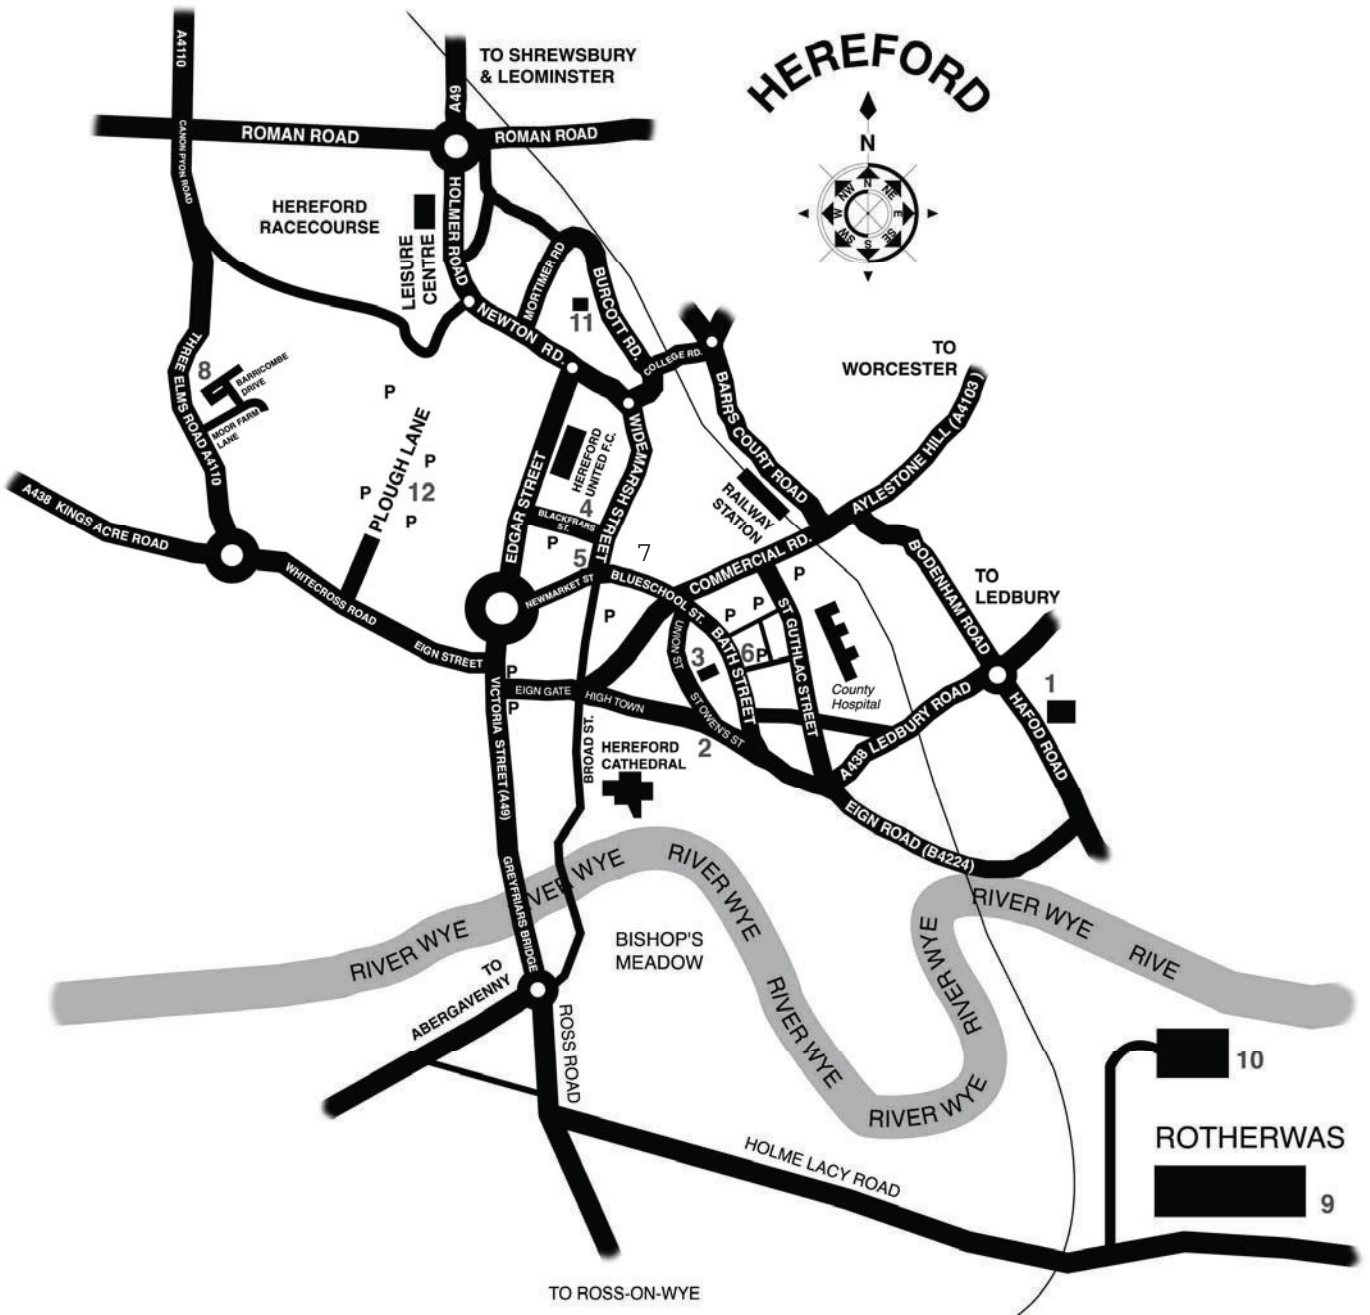 HEREFORD
A4110
TO SHREWSBURY
& LEOMINSTER
A49
ROMAN ROAD
ROMAN ROAD
CANON PYON ROAD
N
N
NE
E
SE
S
SW
W
NW
HEREFORD
RACECOURSE
LEISURE
CENTRE
HOLMER ROAD
MORTIMER RD
BURCOTT RD.
11
NEWTON RD.
COLLEGE RD.
TO
WORCESTER
THREE ELMS ROAD A4110
8
BARRICOMBE
DRIVE
MOOR FARM
LANE
P
PLOUGH LANE
P
P
12
P
BARRS COURT ROAD
AYLESTONE HILL (A4103)
WIDEMARSH STREET
HEREFORD
UNITED F.C.
EDGAR STREET
4
BLACKFRIARS
ST.
P
5
RAILWAY
STATION
A438 KINGS ACRE ROAD
WHITECROSS ROAD
EIGN STREET
NEWMARKET ST
7
BLUESCHOOL ST.
COMMERCIAL RD.
P
P
P
P
BODENHAM ROAD
TO
LEDBURY
UNION ST
3
BATH STREET
6
P
ST GUTHLAC STREET
County
Hospital
1
HAFOD ROAD
P
EIGN GATE
P
HIGH TOWN
ST OWEN'S ST
2
A438 LEDBURY ROAD
VICTORIA STREET (A49)
BROAD ST.
HEREFORD
CATHEDRAL
EIGN ROAD (B4224)
GREYFRIARS BRIDGE
RIVER WYE
VER WYE
RIVER WYE
RIVER WYE
RIVER WYE
RIVER WYE
RIVER WYE
RIVER WYE
RIVE
BISHOP'S
MEADOW
TO
ABERGAVENNY
ROSS ROAD
10
ROTHERWAS
9
HOLME LACY ROAD
TO ROSS-ON-WYE